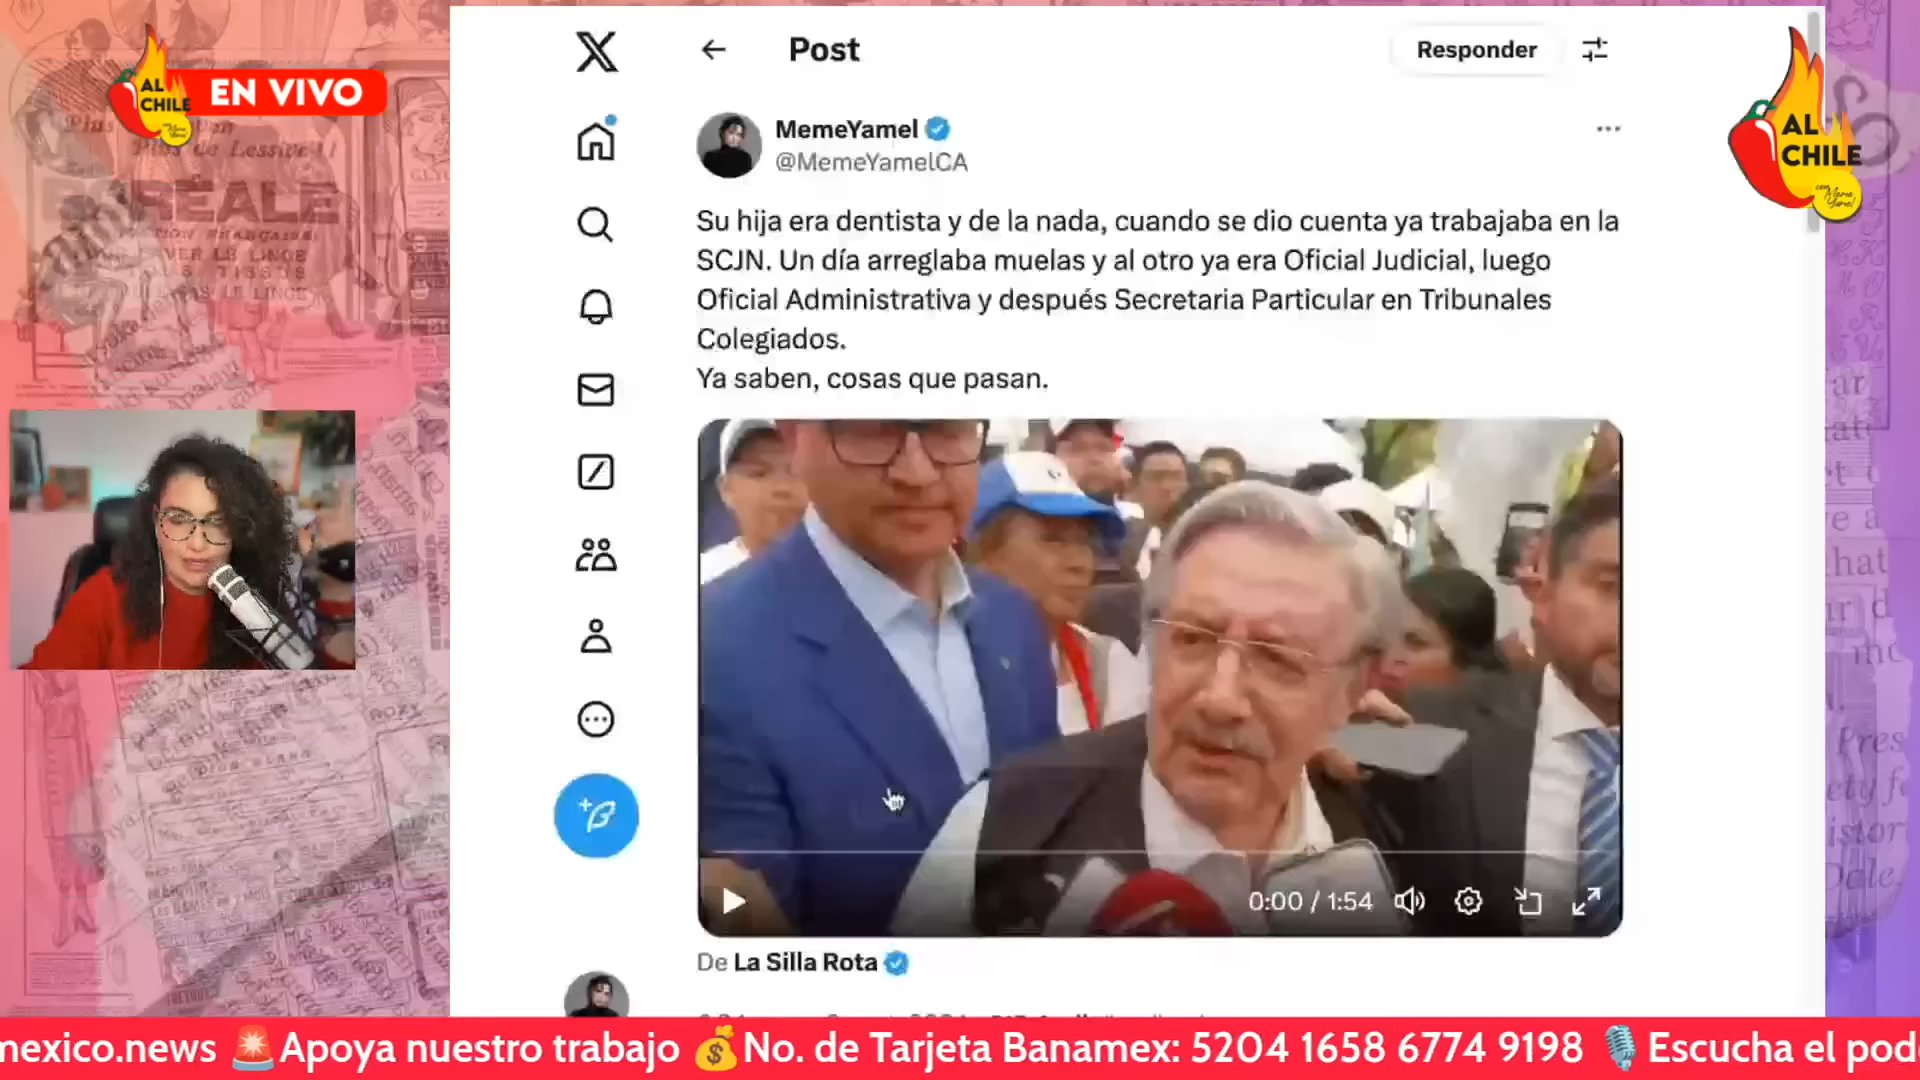 AL
CHILE
EN VIVO
Post
Responder
AL
CHILE
MemeYamel
@MemeYamelCA
Su hija era dentista y de la nada, cuando se dio cuenta ya trabajaba en la
SCJN. Un día arreglaba muelas y al otro ya era Oficial Judicial, luego
Oficial Administrativa y después Secretaria Particular en Tribunales
Colegiados.
Ya saben, cosas que pasan.
0:00 / 1:54
De La Silla Rota
mexico.news 🚨Apoya nuestro trabajo 💰No. de Tarjeta Banamex: 5204 1658 6774 9198 🎙️Escucha el pod